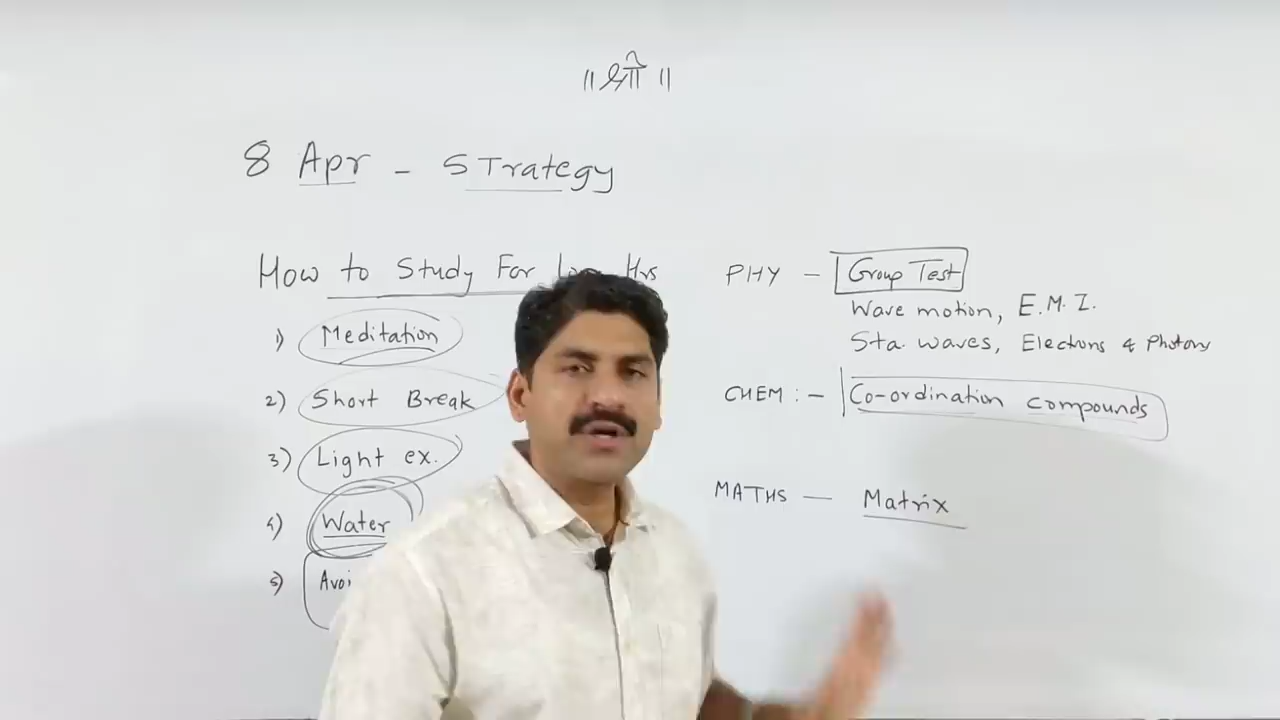 ॥ श्री ॥
8 Apr - STrategy
How to Study For Hrs
1) Meditation
2) Short Break
3) Light ex.
4) Water
5)
PHY - Group Test
Wave motion, E.M.I.
Sta. waves, Electrons & Photons
CHEM :- Co-ordination compounds
MATHS - Matrix